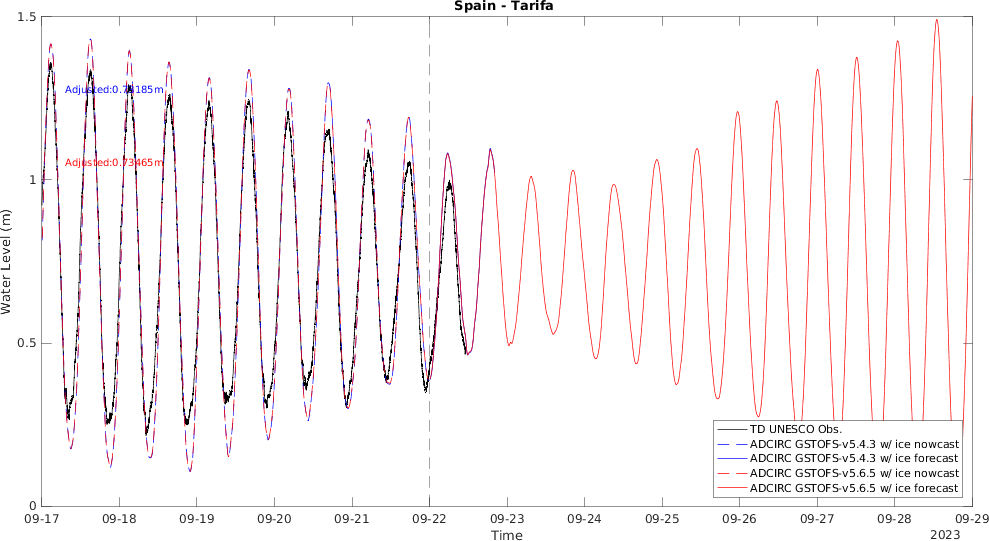 Spain - Tarifa
1.5
1
0.5
0
Water Level (m)
Adjusted:0.73465m
09-17
09-18
09-19
09-20
09-21
09-22
09-23
09-24
09-25
09-26
09-27
09-28
09-29
Time
2023
TD UNESCO Obs.
ADCIRC GSTOFS-v5.4.3 w/ ice nowcast
ADCIRC GSTOFS-v5.4.3 w/ ice forecast
ADCIRC GSTOFS-v5.6.5 w/ ice nowcast
ADCIRC GSTOFS-v5.6.5 w/ ice forecast